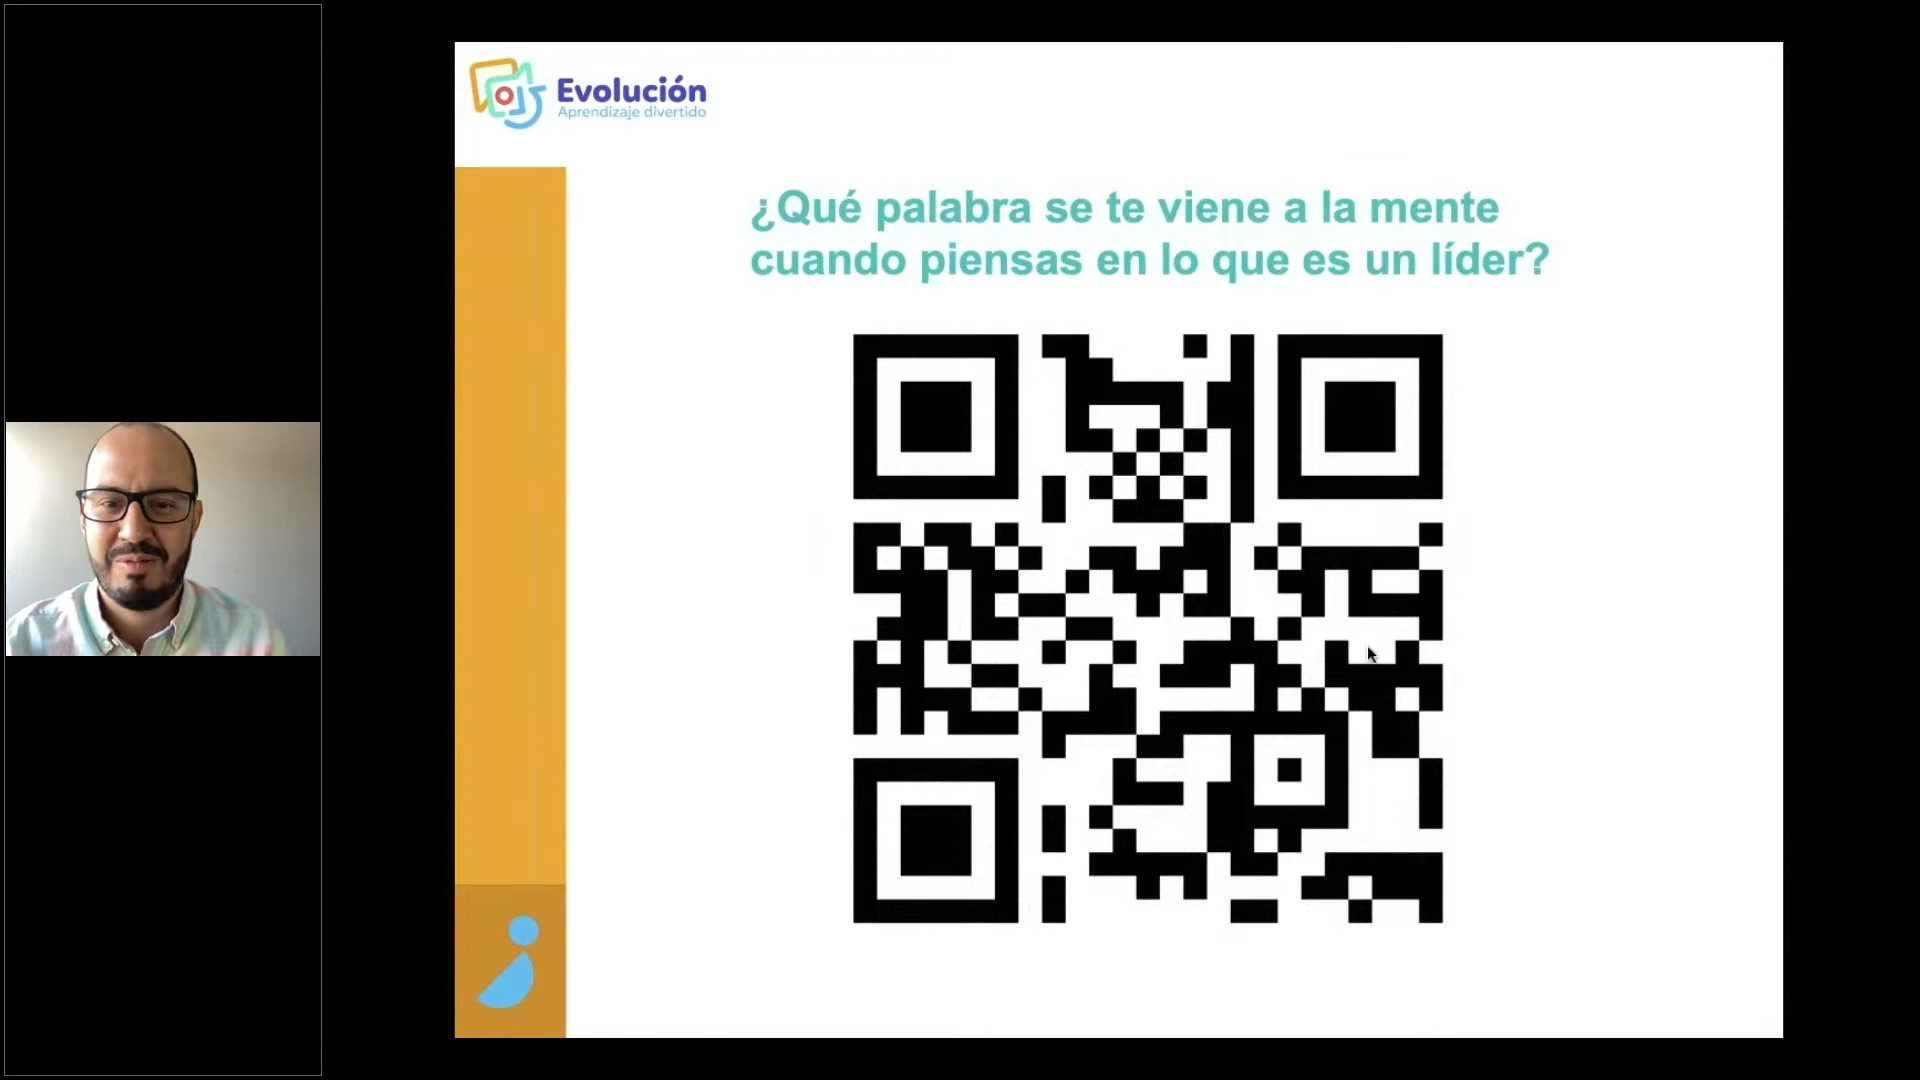 Evolución
Aprendizaje divertido
¿Qué palabra se te viene a la mente
cuando piensas en lo que es un líder?